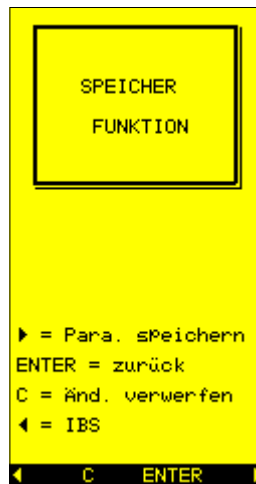 SPEICHER
FUNKTION
▶ = Para. speichern
ENTER = zurück
C = Änd. verwerfen
◀ = IBS
◀ C ENTER ▶